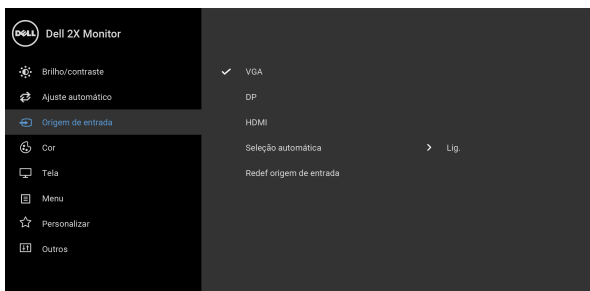 DELL Dell 2X Monitor
Brilho/contraste
Ajuste automático
Origem de entrada
Cor
Tela
Menu
Personalizar
Outros
VGA
DP
HDMI
Seleção automática Lig.
Redef origem de entrada